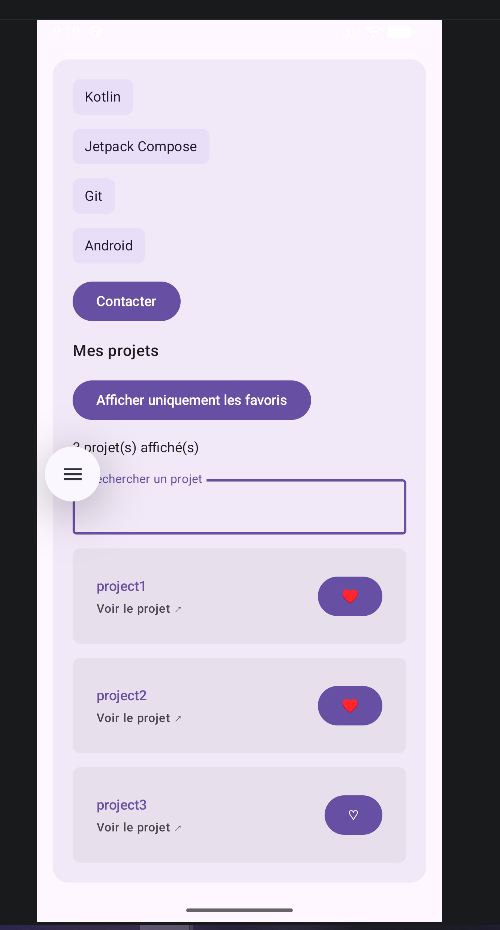 Kotlin
Jetpack Compose
Git
Android
Contacter
Mes projets
Afficher uniquement les favoris
projet(s) affiché(s)
un projet
project1
Voir le projet ↗
project2
Voir le projet ↗
project3
Voir le projet ↗